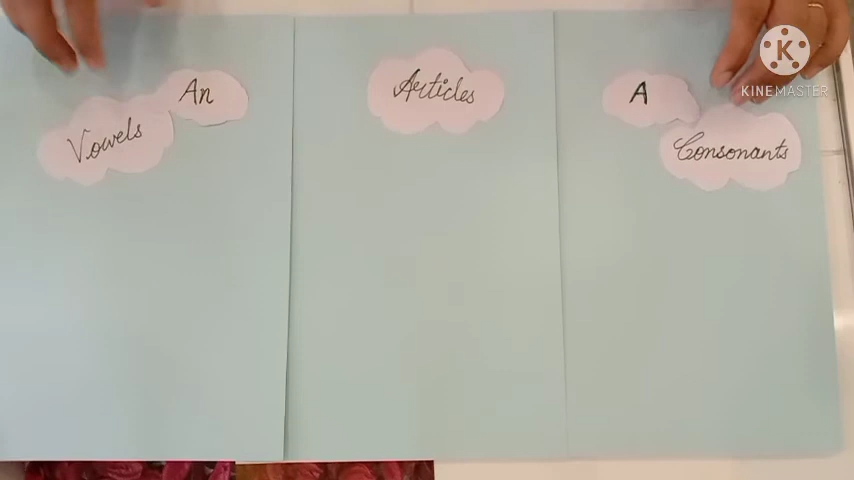 An
Vowels
Articles
A
Consonants
K
KINEMASTER